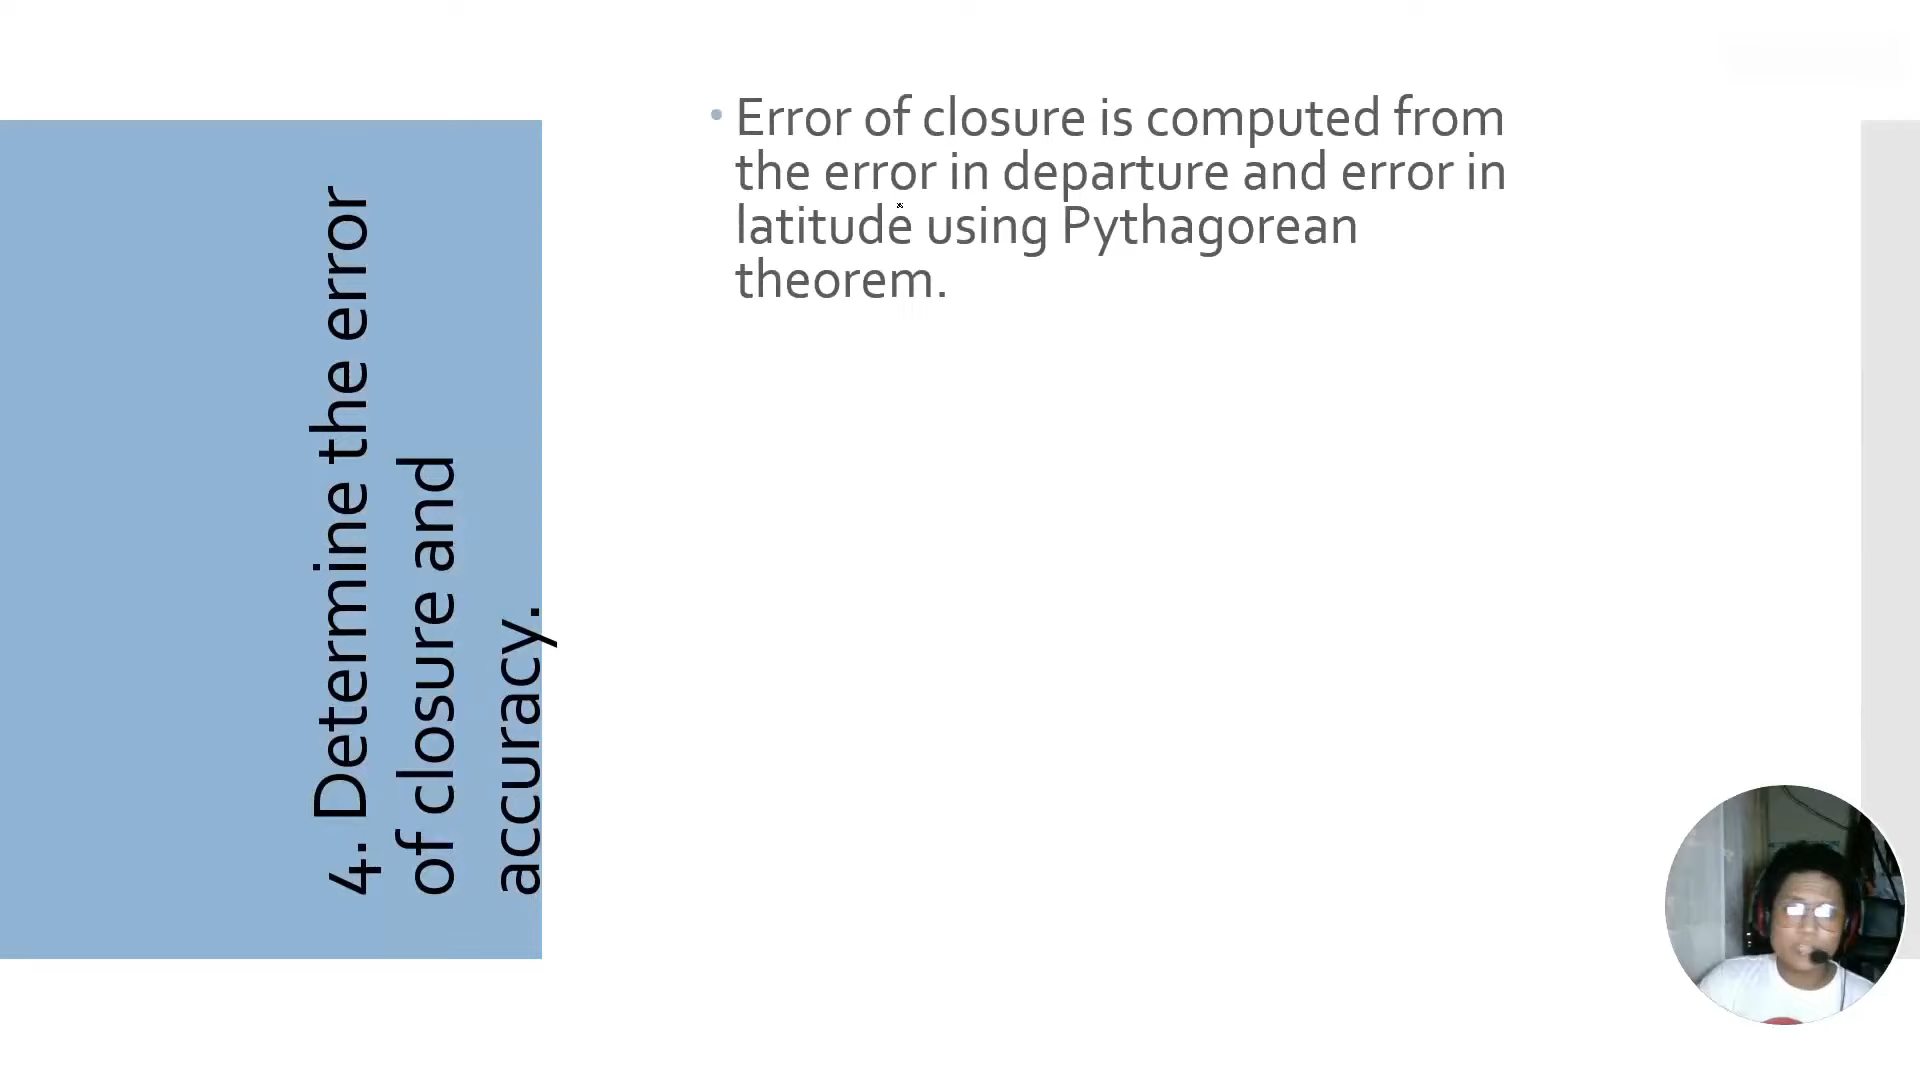 4. Determine the error
of closure and
accuracy.
• Error of closure is computed from
the error in departure and error in
latitude using Pythagorean
theorem.